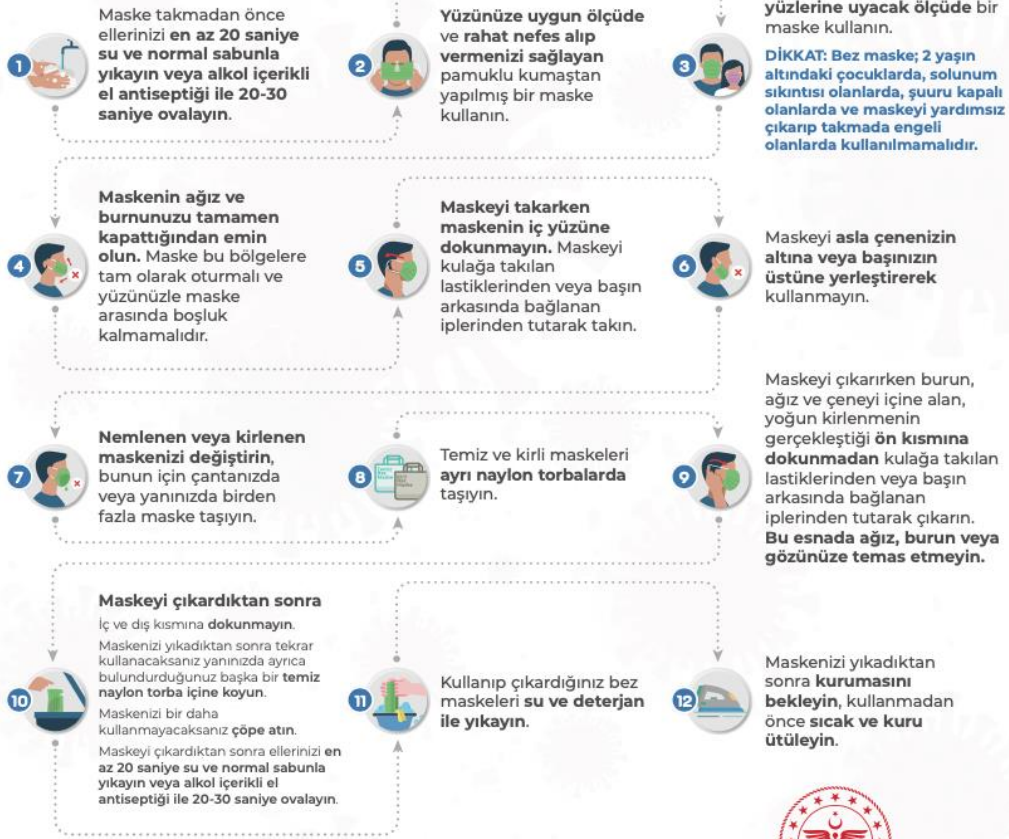 1
Maske takmadan önce
ellerinizi en az 20 saniye
su ve normal sabunla
yıkayın veya alkol içerikli
el antiseptiği ile 20-30
saniye ovalayın.
2
Yüzünüze uygun ölçüde
ve rahat nefes alıp
vermenizi sağlayan
pamuklu kumaştan
yapılmış bir maske
kullanın.
3
yüzlerine uyacak ölçüde bir
maske kullanın.
DİKKAT: Bez maske; 2 yaşın
altındaki çocuklarda, solunum
sıkıntısı olanlarda, şuuru kapalı
olanlarda ve maskeyi yardımsız
çıkarıp takmada engeli
olanlarda kullanılmamalıdır.
4
Maskenin ağız ve
burnunuzu tamamen
kapattığından emin
olun. Maske bu bölgelere
tam olarak oturmalı ve
yüzünüzle maske
arasında boşluk
kalmamalıdır.
5
Maskeyi takarken
maskenin iç yüzüne
dokunmayın. Maskeyi
kulağa takılan
lastiklerinden veya başın
arkasında bağlanan
iplerinden tutarak takın.
6
Maskeyi asla çenenizin
altına veya başınızın
üstüne yerleştirerek
kullanmayın.
7
Nemlenen veya kirlenen
maskenizi değiştirin,
bunun için çantanızda
veya yanınızda birden
fazla maske taşıyın.
8
Temiz ve kirli maskeleri
ayrı naylon torbalarda
taşıyın.
9
Maskeyi çıkarırken burun,
ağız ve çeneyi içine alan,
yoğun kirlenmenin
gerçekleştiği ön kısmına
dokunmadan kulağa takılan
lastiklerinden veya başın
arkasında bağlanan
iplerinden tutarak çıkarın.
Bu esnada ağız, burun veya
gözünüze temas etmeyin.
10
Maskeyi çıkardıktan sonra
İç ve dış kısmına dokunmayın.
Maskenizi yıkadıktan sonra tekrar
kullanacaksanız yanınızda ayrıca
bulundurduğunuz başka bir temiz
naylon torba içine koyun.
Maskenizi bir daha
kullanmayacaksanız çöpe atın.
Maskeyi çıkardıktan sonra ellerinizi en
az 20 saniye su ve normal sabunla
yıkayın veya alkol içerikli el
antiseptiği ile 20-30 saniye ovalayın.
11
Kullanıp çıkardığınız bez
maskeleri su ve deterjan
ile yıkayın.
12
Maskenizi yıkadıktan
sonra kurumasını
bekleyin, kullanmadan
önce sıcak ve kuru
ütüleyin.